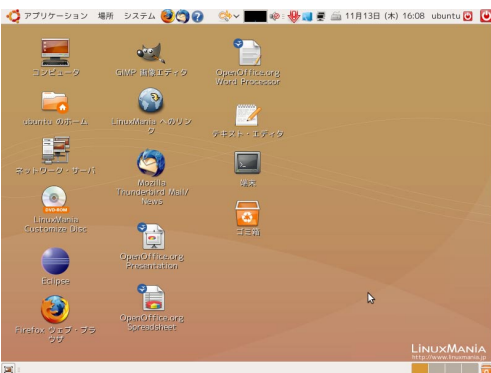 アプリケーション 場所 システム 11月13日 (木) 16:08 ubuntu
コンピュータ
GIMP 画像エディタ
OpenOffice.org
Word Processor
ubuntu のホーム
LinuxMania へのリン
ク
テキスト・エディタ
ネットワーク・サーバ
Mozilla
Thunderbird Mail/
News
端末
DVD-ROM
LinuxMania
Customize Disc
ゴミ箱
OpenOffice.org
Presentation
Eclipse
OpenOffice.org
Spreadsheet
Firefox ウェブ・ブラ
ウザ
LINUXMANIA
http://www.linuxmania.jp